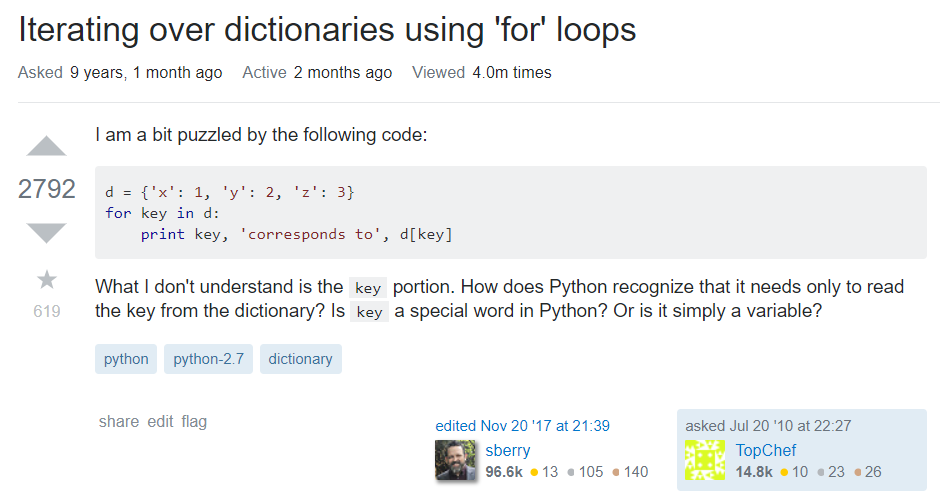 Iterating over dictionaries using 'for' loops
Asked 9 years, 1 month ago Active 2 months ago Viewed 4.0m times
I am a bit puzzled by the following code:
2792
d = {'x': 1, 'y': 2, 'z': 3}
for key in d:
    print key, 'corresponds to', d[key]
What I don't understand is the key portion. How does Python recognize that it needs only to read
the key from the dictionary? Is key a special word in Python? Or is it simply a variable?
619
python python-2.7 dictionary
share edit flag
edited Nov 20 '17 at 21:39
sberry
96.6k 13 105 140
asked Jul 20 '10 at 22:27
TopChef
14.8k 10 23 26